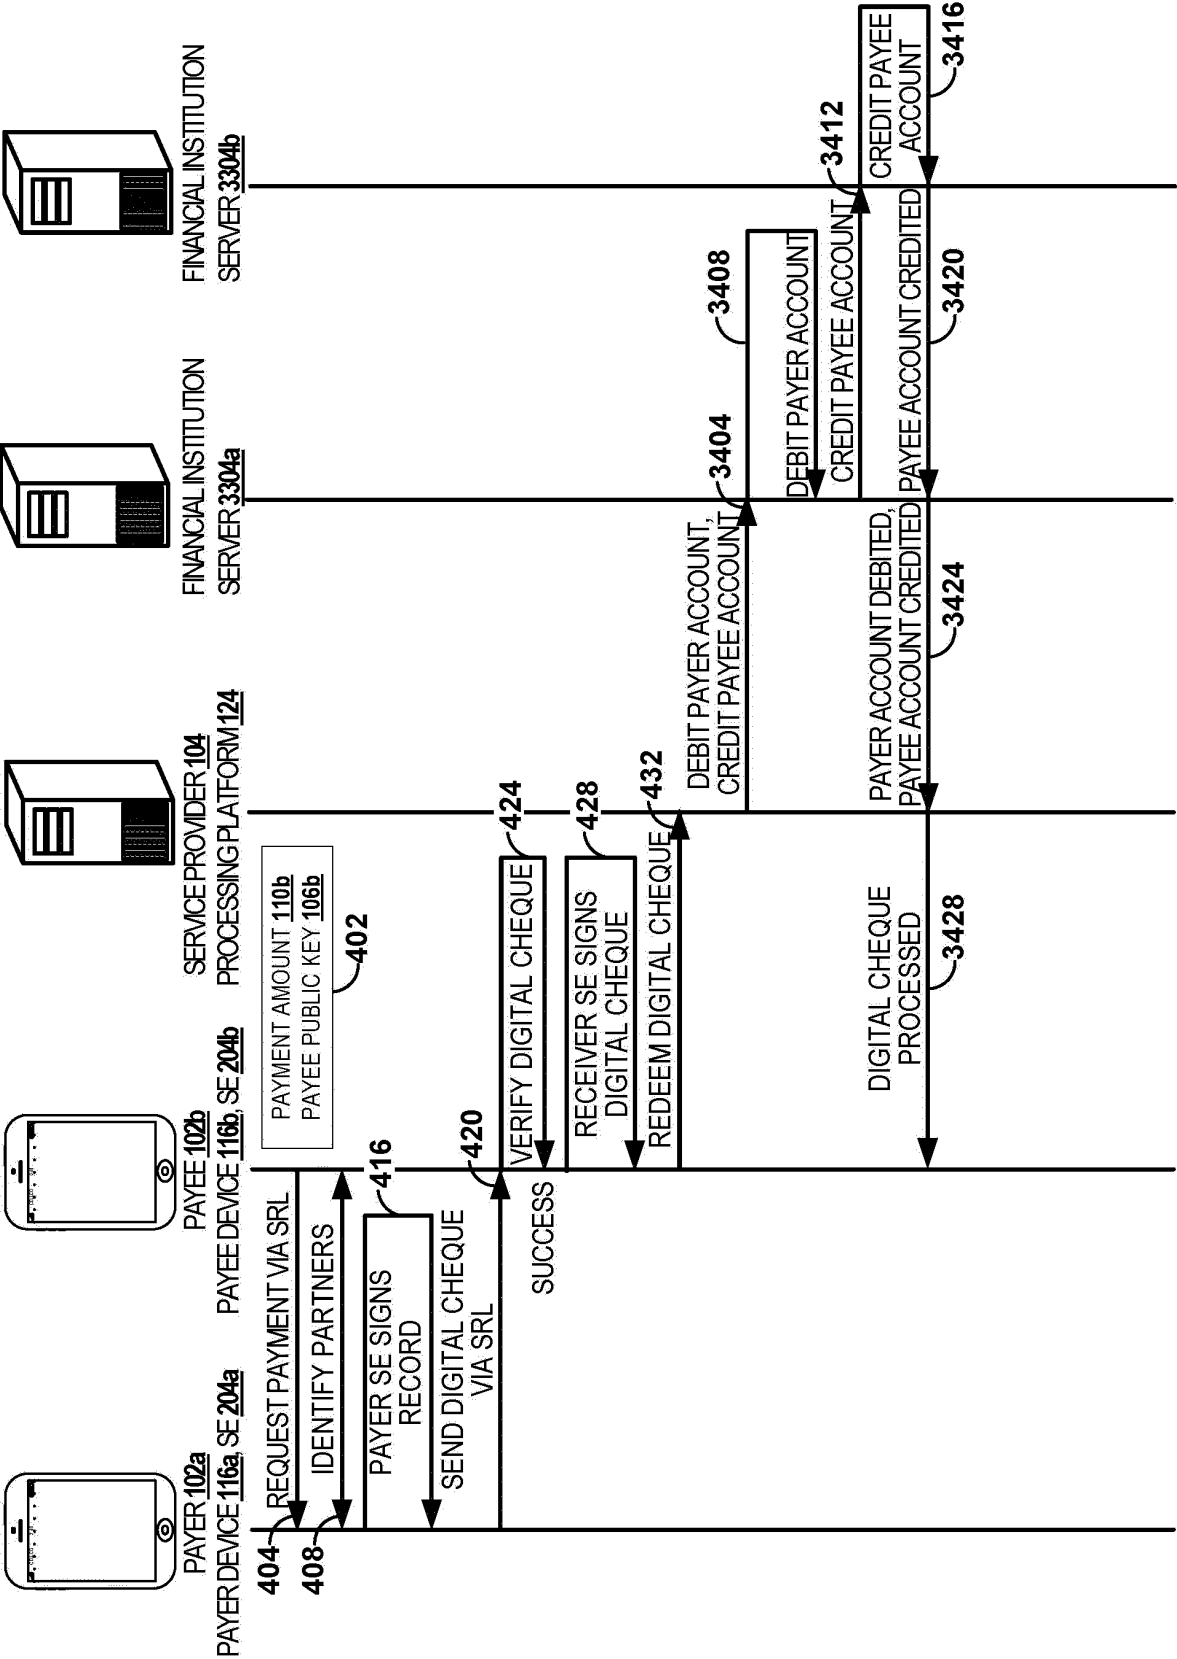 PAYER 102a
PAYER DEVICE 116a, SE 204a
PAYEE 102b
PAYEE DEVICE 116b, SE 204b
SERVICE PROVIDER 104
PROCESSING PLATFORM 124
FINANCIAL INSTITUTION
SERVER 3304a
FINANCIAL INSTITUTION
SERVER 3304b
PAYMENT AMOUNT 110b
PAYEE PUBLIC KEY 106b
402
REQUEST PAYMENT VIA SRL
404
IDENTIFY PARTNERS
408
PAYER SE SIGNS
RECORD
416
SEND DIGITAL CHEQUE
VIA SRL
420
VERIFY DIGITAL CHEQUE
424
SUCCESS
RECEIVER SE SIGNS
DIGITAL CHEQUE
428
REDEEM DIGITAL CHEQUE
432
DEBIT PAYER ACCOUNT,
CREDIT PAYEE ACCOUNT
3404
DEBIT PAYER ACCOUNT
3408
CREDIT PAYEE ACCOUNT
3412
CREDIT PAYEE
ACCOUNT
3416
PAYEE ACCOUNT CREDITED
3420
PAYER ACCOUNT DEBITED,
PAYEE ACCOUNT CREDITED
3424
DIGITAL CHEQUE
PROCESSED
3428